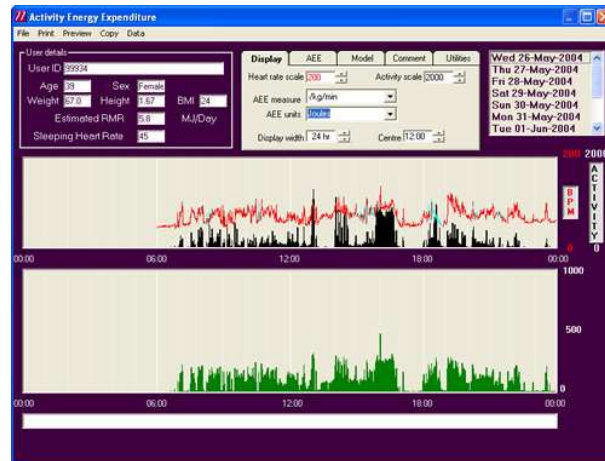 Activity Energy Expenditure
File Print Preview Copy Data
User details
User ID 99934
Age 39 Sex Female
Weight 67.0 Height 1.67 BMI 24
Estimated RMR 5.8 MJ/Day
Sleeping Heart Rate 45
Display AEE Model Comment Utilities
Heart rate scale 200 Activity scale 2000
AEE measure /kg/min
AEE units Joules
Display width 24 hr Centre 12:00
Wed 26-May-2004
Thu 27-May-2004
Fri 28-May-2004
Sat 29-May-2004
Sun 30-May-2004
Mon 31-May-2004
Tue 01-Jun-2004
200 2000
BPM
ACTIVITY
0 0
00:00 06:00 12:00 18:00 00:00
1000
500
0
00:00 06:00 12:00 18:00 00:00